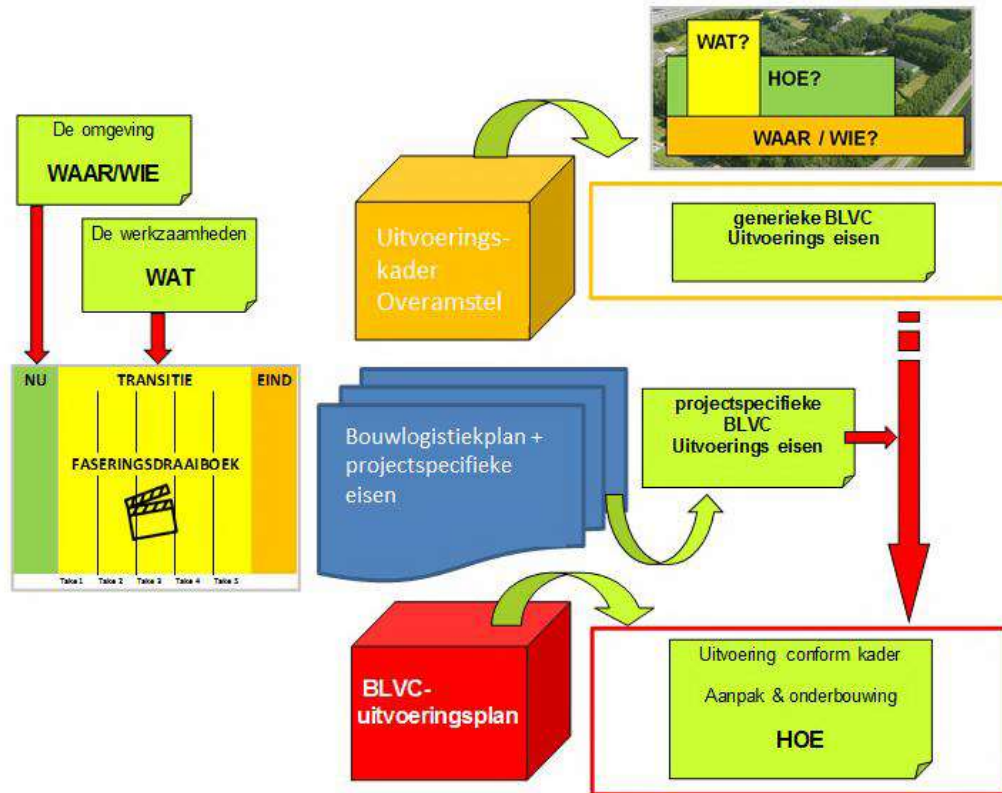 De omgeving
WAAR/WIE
De werkzaamheden
WAT
NU
TRANSITIE
EIND
FASERINGSDRAAIBOEK
Take 1
Take 2
Take 3
Take 4
Take 5
Uitvoerings-
kader
Overamstel
WAT?
HOE?
WAAR / WIE?
generieke BLVC
Uitvoerings eisen
Bouwlogistiekplan +
projectspecifieke
eisen
projectspecifieke
BLVC
Uitvoerings eisen
BLVC-
uitvoeringsplan
Uitvoering conform kader
Aanpak & onderbouwing
HOE